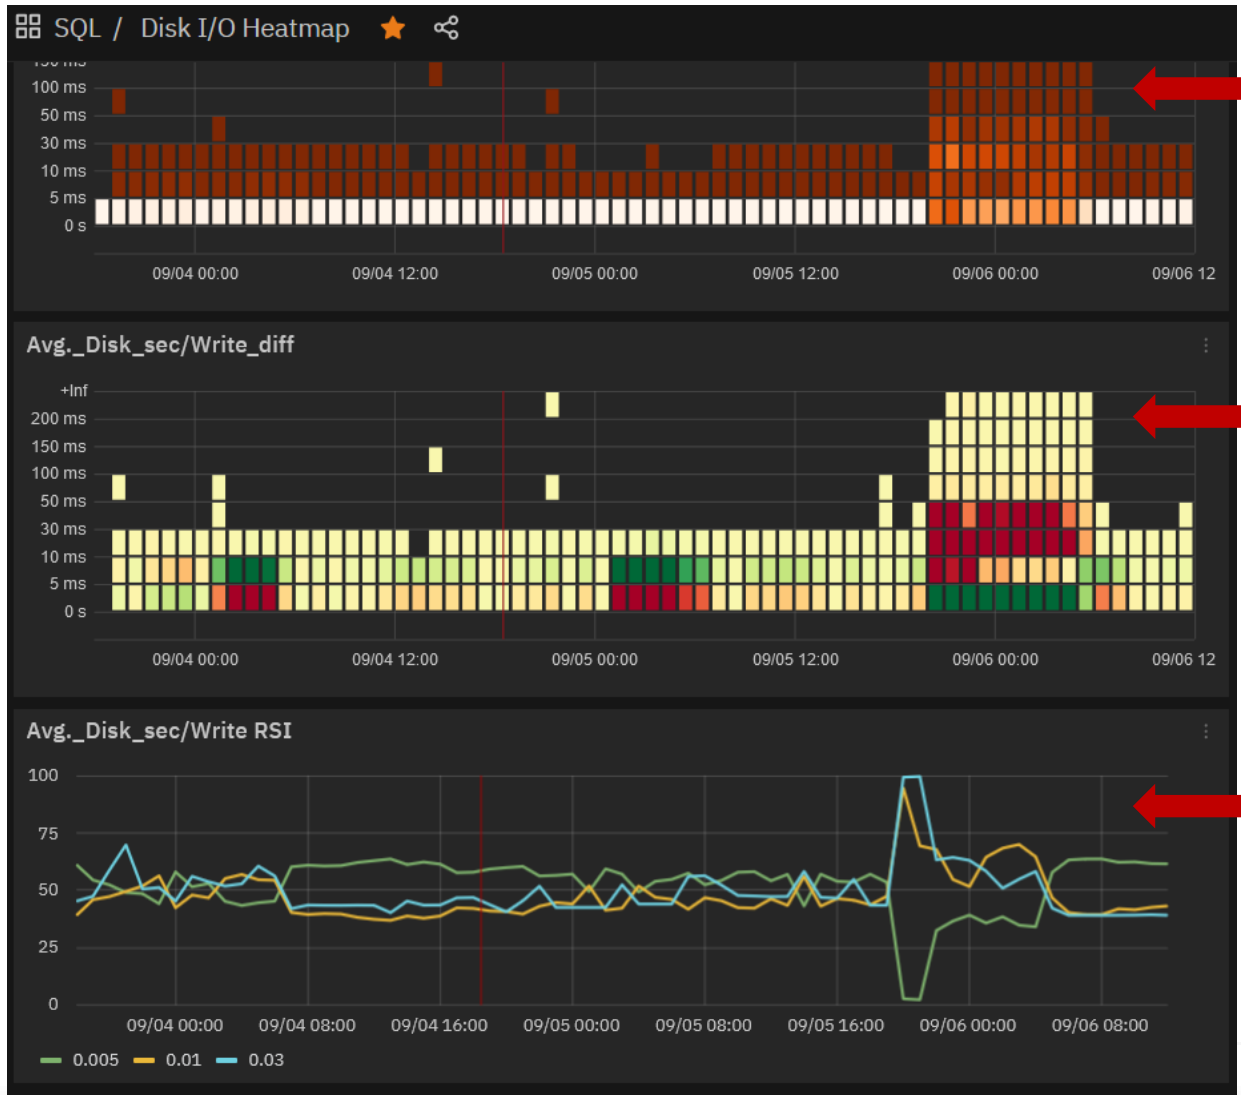 SQL / Disk I/O Heatmap
150 ms
100 ms
50 ms
30 ms
10 ms
5 ms
0 s
09/04 00:00 09/04 12:00 09/05 00:00 09/05 12:00 09/06 00:00 09/06 12
Avg._Disk_sec/Write_diff
+Inf
200 ms
150 ms
100 ms
50 ms
30 ms
10 ms
5 ms
0 s
09/04 00:00 09/04 12:00 09/05 00:00 09/05 12:00 09/06 00:00 09/06 12
Avg._Disk_sec/Write RSI
100
75
50
25
0
09/04 00:00 09/04 08:00 09/04 16:00 09/05 00:00 09/05 08:00 09/05 16:00 09/06 00:00 09/06 08:00
0.005 0.01 0.03